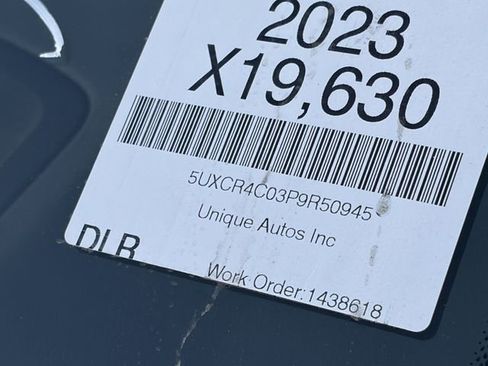 2023
X19,630
5UXCR4C03P9R50945
Unique Autos Inc
DLR
Work Order:1438618